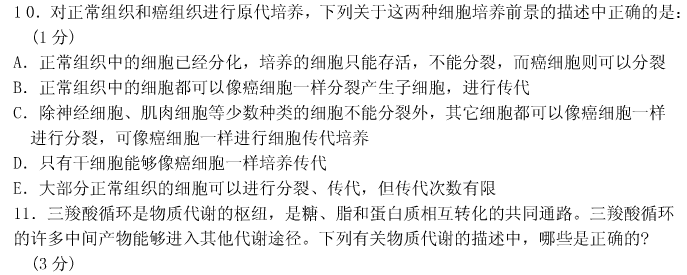 10．对正常组织和癌组织进行原代培养，下列关于这两种细胞培养前景的描述中正确的是：
(1分)
A．正常组织中的细胞已经分化，培养的细胞只能存活，不能分裂，而癌细胞则可以分裂
B．正常组织中的细胞都可以像癌细胞一样分裂产生子细胞，进行传代
C．除神经细胞、肌肉细胞等少数种类的细胞不能分裂外，其它细胞都可以像癌细胞一样
进行分裂，可像癌细胞一样进行细胞传代培养
D．只有干细胞能够像癌细胞一样培养传代
E．大部分正常组织的细胞可以进行分裂、传代，但传代次数有限
11．三羧酸循环是物质代谢的枢纽，是糖、脂和蛋白质相互转化的共同通路。三羧酸循环
的许多中间产物能够进入其他代谢途径。下列有关物质代谢的描述中，哪些是正确的?
(3分)